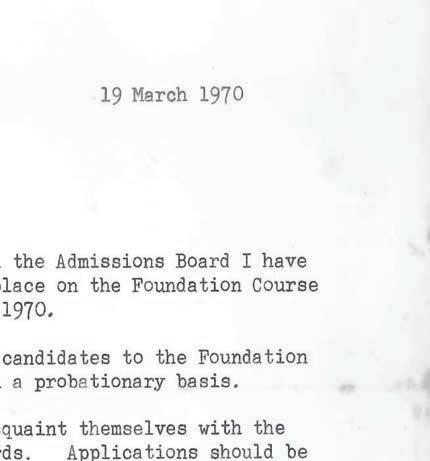 19 March 1970
the Admissions Board I have
place on the Foundation Course
1970.
candidates to the Foundation
a probationary basis.
quaint themselves with the
rds.   Applications should be